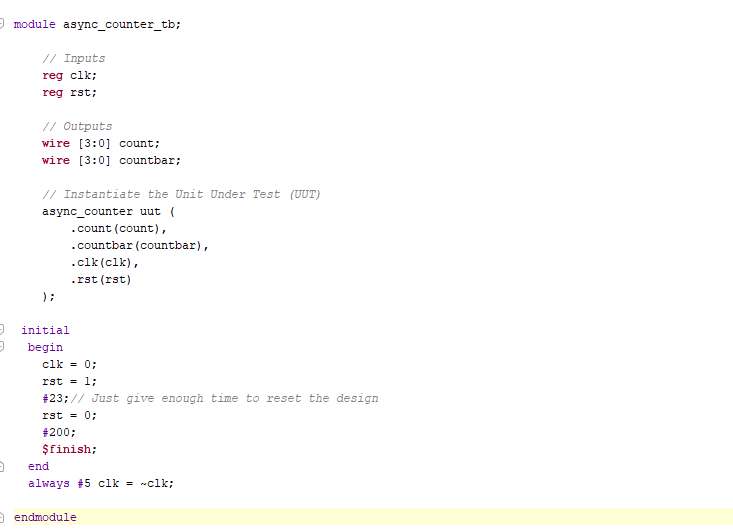 module async_counter_tb;
// Inputs
reg clk;
reg rst;
// Outputs
wire [3:0] count;
wire [3:0] countbar;
// Instantiate the Unit Under Test (UUT)
async_counter uut (
.count(count),
.countbar(countbar),
.clk(clk),
.rst(rst)
);
initial
begin
clk = 0;
rst = 1;
#23;// Just give enough time to reset the design
rst = 0;
#200;
$finish;
end
always #5 clk = ~clk;
endmodule